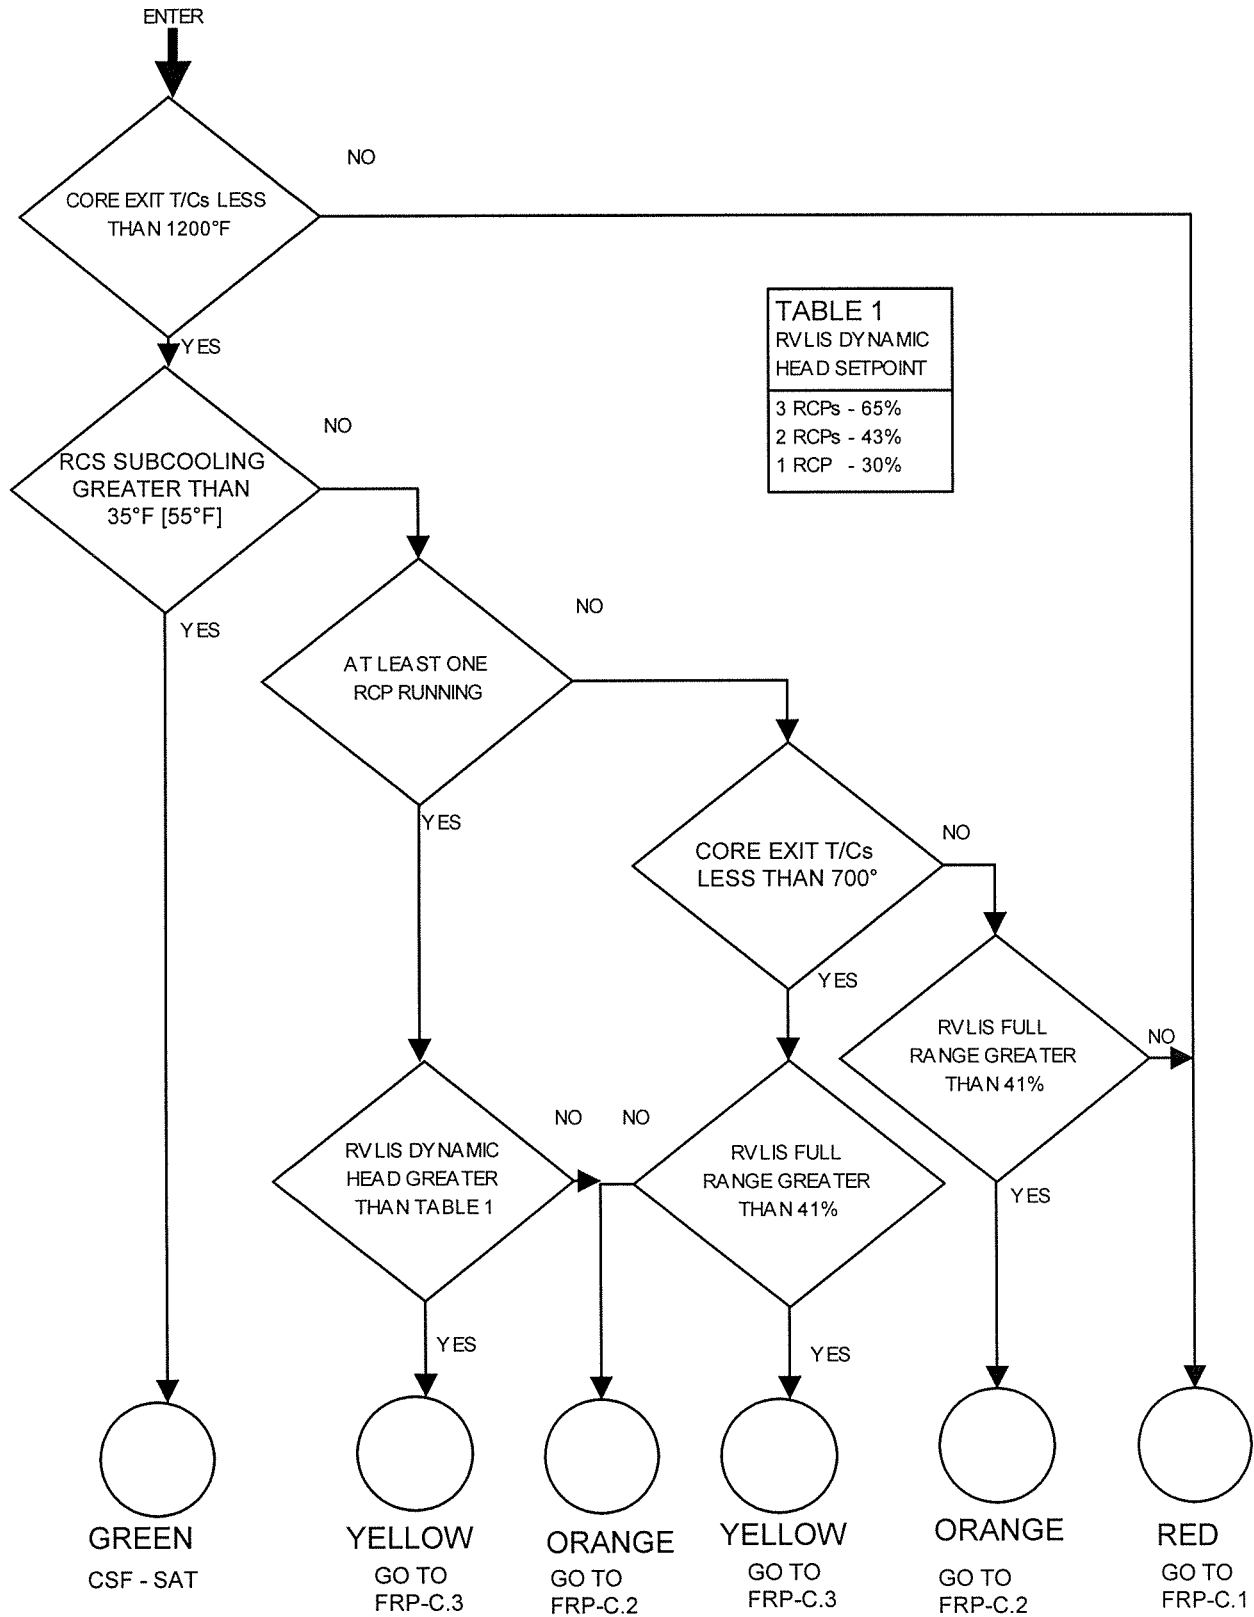 ENTER
NO
CORE EXIT T/Cs LESS
THAN 1200°F
YES
TABLE 1
RVLIS DYNAMIC
HEAD SETPOINT
3 RCPs - 65%
2 RCPs - 43%
1 RCP - 30%
NO
RCS SUBCOOLING
GREATER THAN
35°F [55°F]
YES
NO
AT LEAST ONE
RCP RUNNING
YES
NO
CORE EXIT T/Cs
LESS THAN 700°
YES
RVLIS FULL
RANGE GREATER
THAN 41%
NO
YES
NO
RVLIS DYNAMIC
HEAD GREATER
THAN TABLE 1
YES
NO
RVLIS FULL
RANGE GREATER
THAN 41%
YES
GREEN
CSF - SAT
YELLOW
GO TO
FRP-C.3
ORANGE
GO TO
FRP-C.2
YELLOW
GO TO
FRP-C.3
ORANGE
GO TO
FRP-C.2
RED
GO TO
FRP-C.1